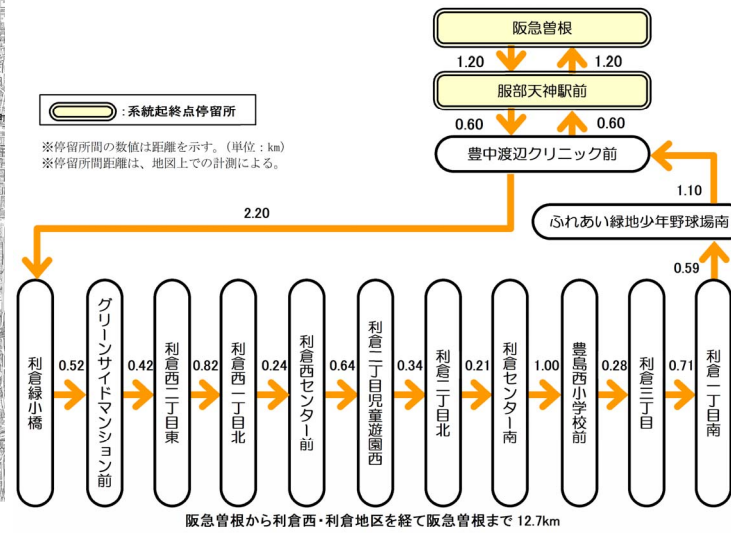 阪急曽根
1.20
1.20
服部天神駅前
0.60
0.60
:系統起終点停留所
※停留所間の数値は距離を示す。(単位:km)
※停留所間距離は、地図上での計測による。
豊中渡辺クリニック前
1.10
2.20
ふれあい緑地少年野球場南
0.59
利倉緑小橋
0.52
グリーンサイドマンション前
0.42
利倉西二丁目東
0.82
利倉西一丁目北
0.24
利倉西センター前
0.64
利倉二丁目児童遊園西
0.34
利倉二丁目北
0.21
利倉センター南
1.00
豊島西小学校前
0.28
利倉三丁目
0.71
利倉一丁目南
阪急曽根から利倉西・利倉地区を経て阪急曽根まで 12.7km